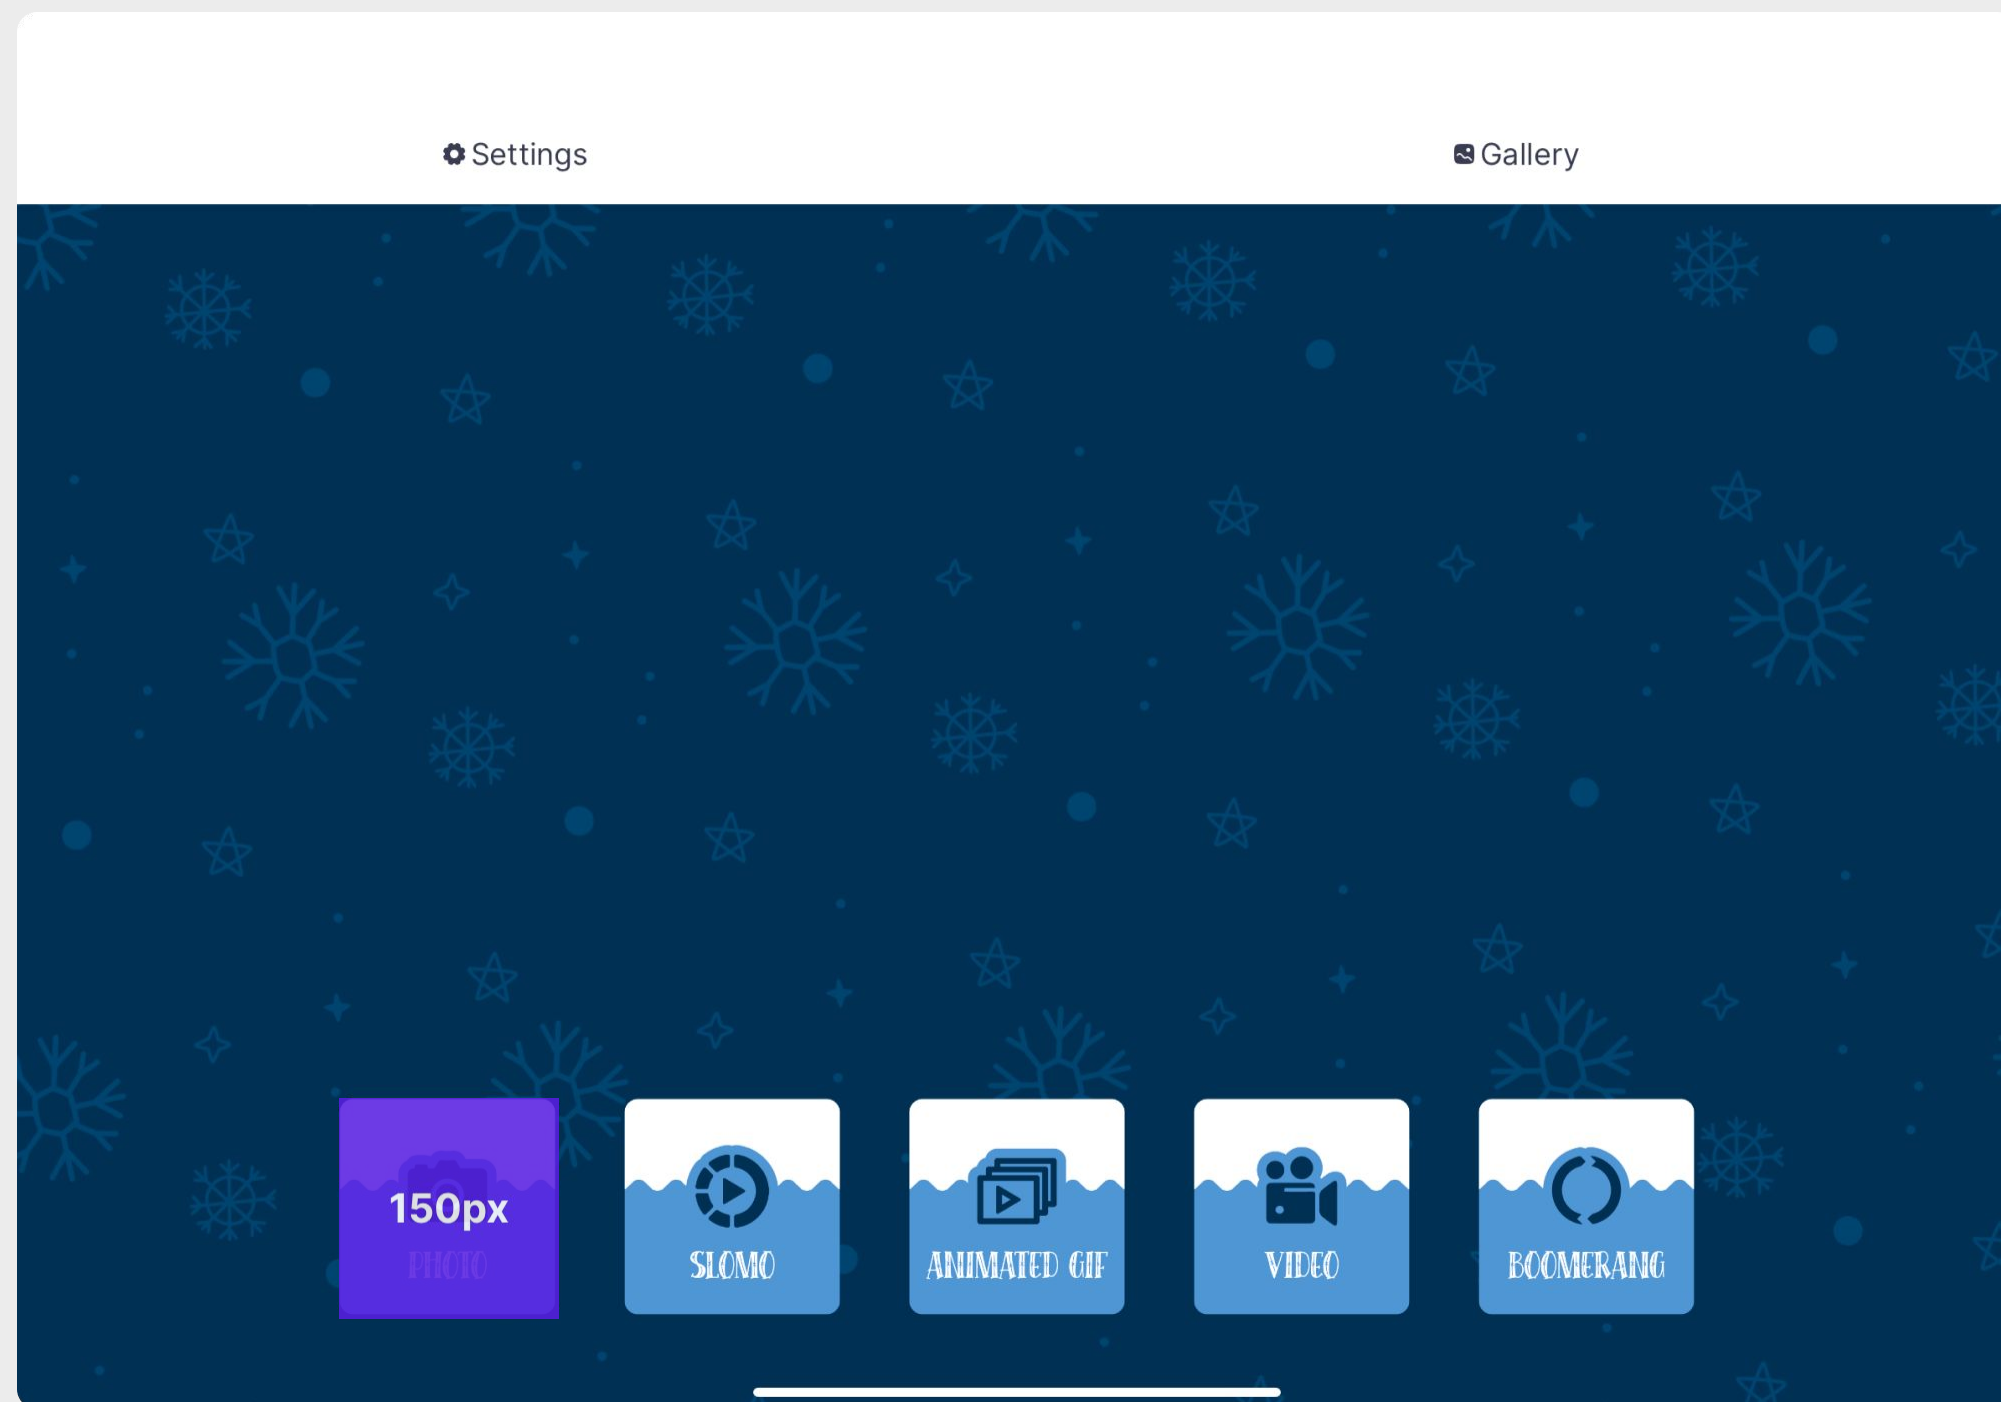 Settings
Gallery
150px
PHOTO
SLOMO
ANIMATED GIF
VIDEO
BOOMERANG